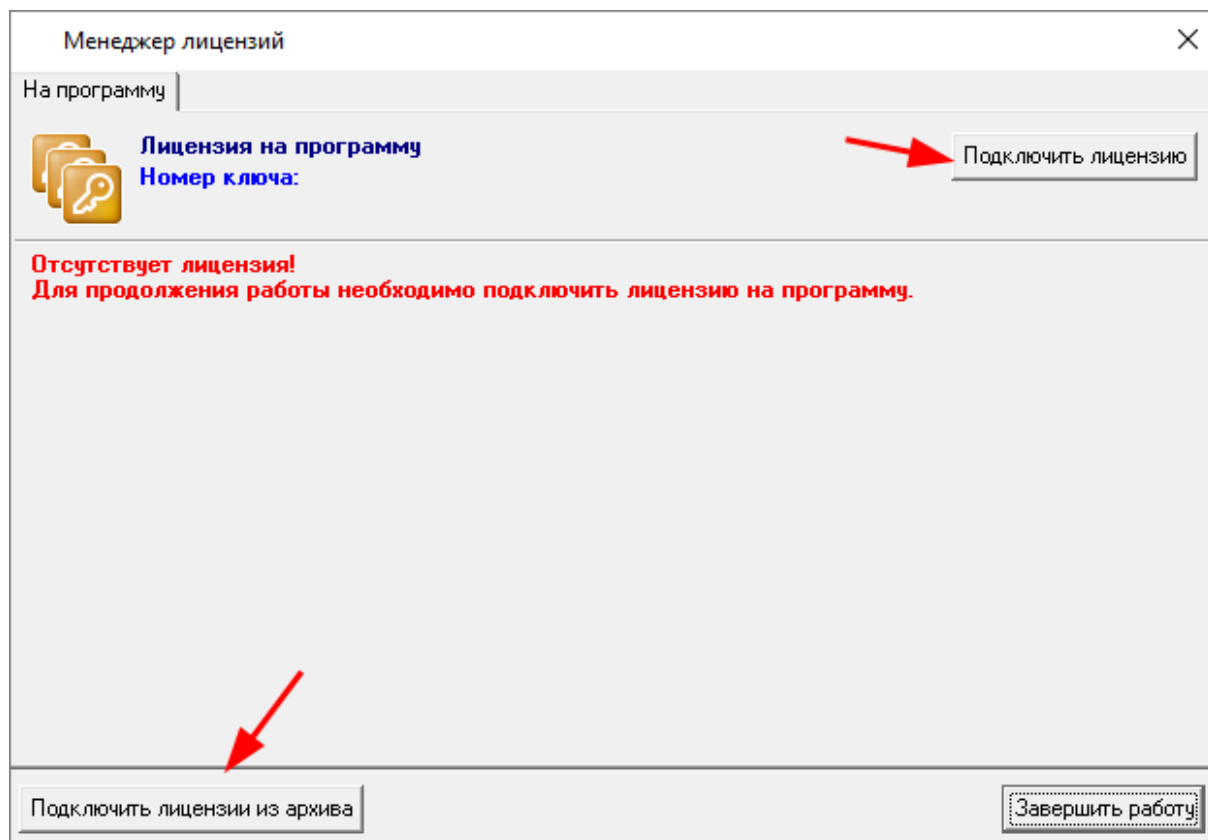 Менеджер лицензий
На программу
Лицензия на программу
Номер ключа:
Подключить лицензию
Отсутствует лицензия!
Для продолжения работы необходимо подключить лицензию на программу.
Подключить лицензии из архива
Завершить работу